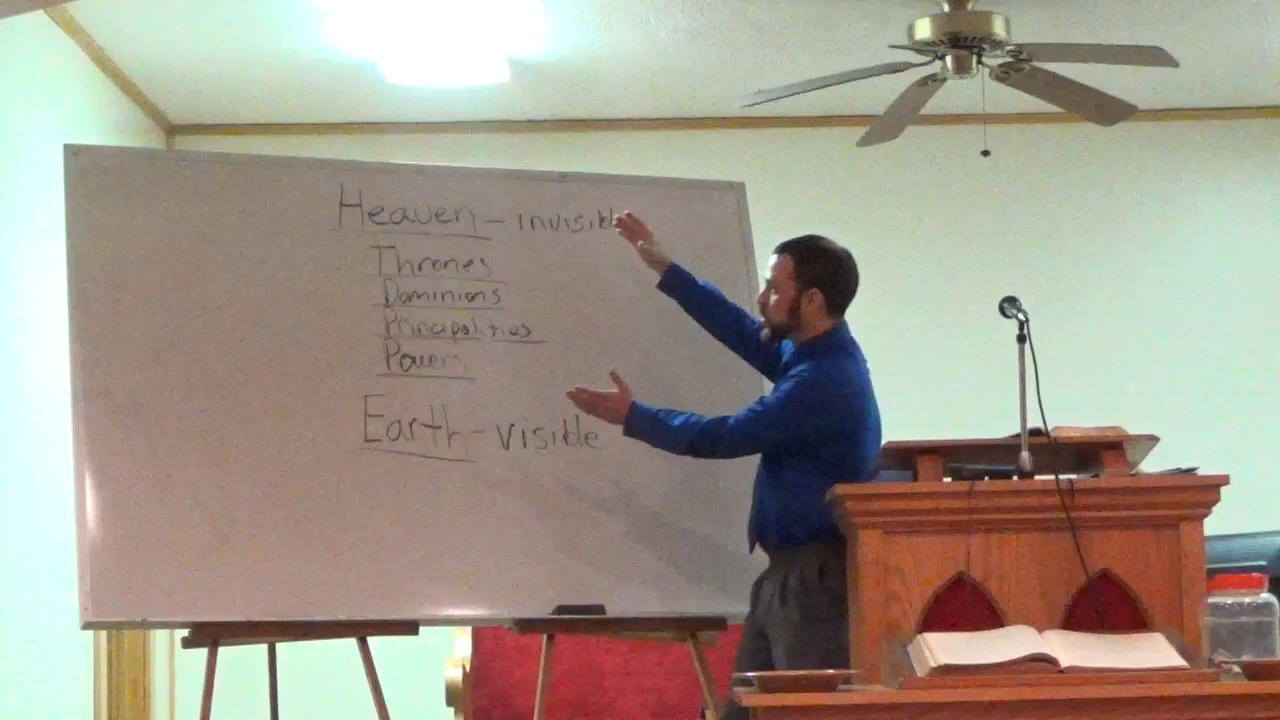 Heaven - invisible
Thrones
Dominions
Principalities
Powers
Earth - visible